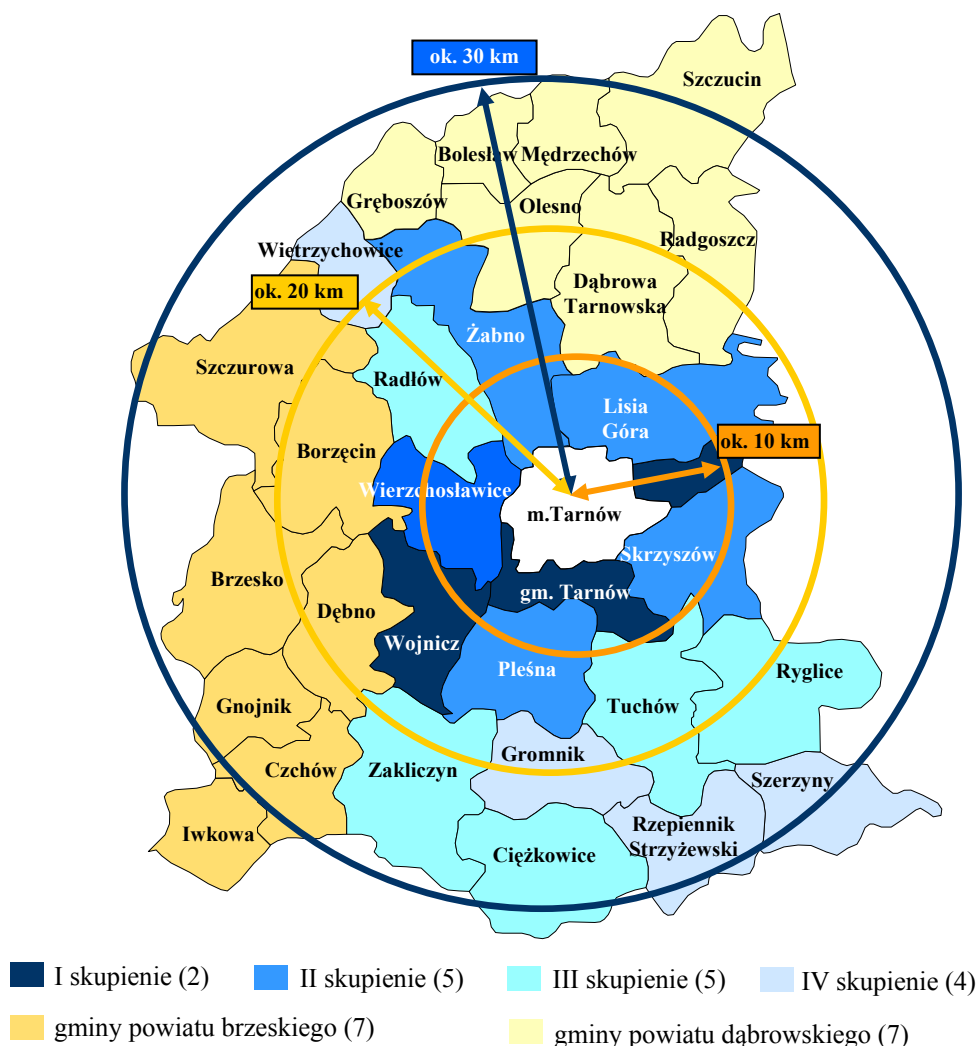 ok. 30 km
Szczucin
Bolesław
Mędrzechów
Gręboszów
Olesno
Radgoszcz
Wietrzychowice
ok. 20 km
Dąbrowa
Tarnowska
Żabno
Szczurowa
Radłów
Lisia
Góra
ok. 10 km
Borzęcin
Wierzchosławice
m.Tarnów
Skrzyszów
Brzesko
Dębno
gm. Tarnów
Wojnicz
Pleśna
Ryglice
Gnojnik
Tuchów
Gromnik
Czchów
Zakliczyn
Szerzyny
Iwkowa
Rzepiennik
Strzyżewski
Ciężkowice
I skupienie (2)
II skupienie (5)
III skupienie (5)
IV skupienie (4)
gminy powiatu brzeskiego (7)
gminy powiatu dąbrowskiego (7)